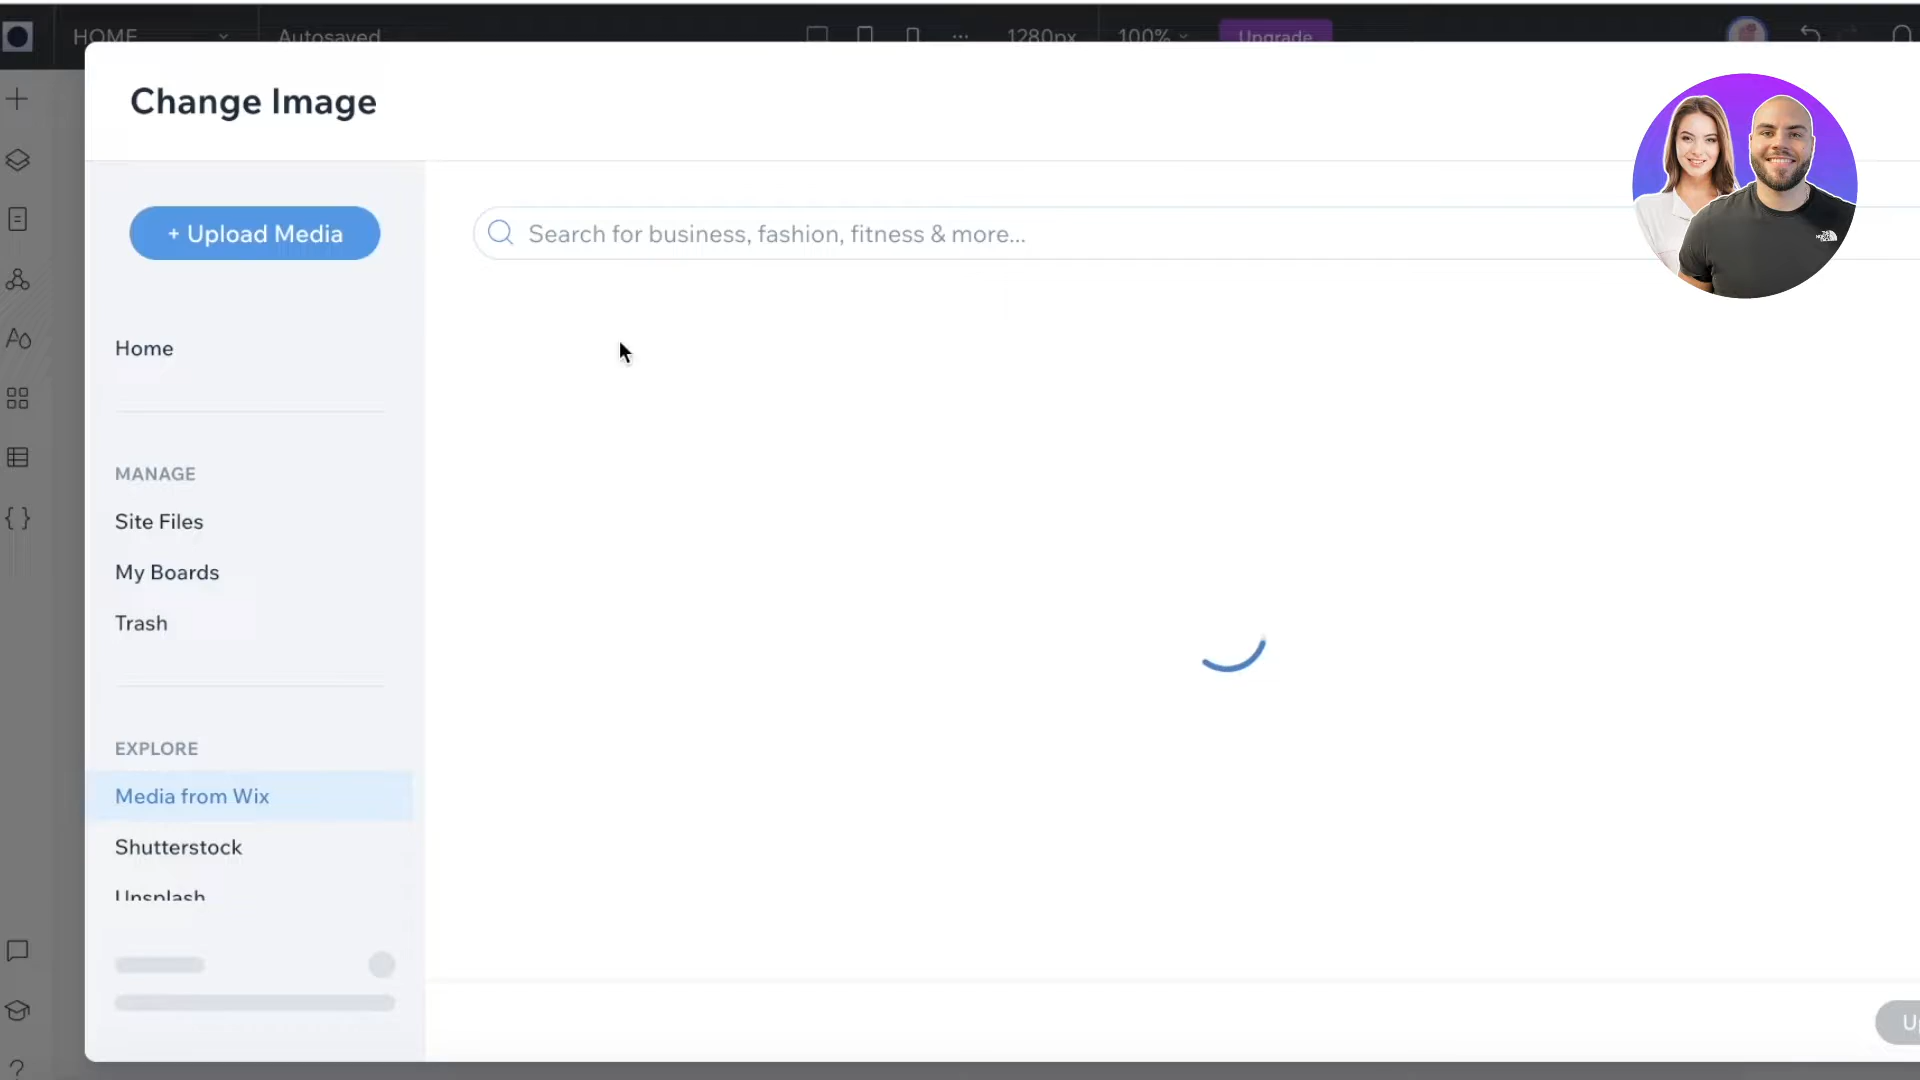 HOME
Autosaved
1280px
100%
Upgrade
Change Image
+ Upload Media
Search for business, fashion, fitness & more...
Home
MANAGE
Site Files
My Boards
Trash
EXPLORE
Media from Wix
Shutterstock
Unsplash